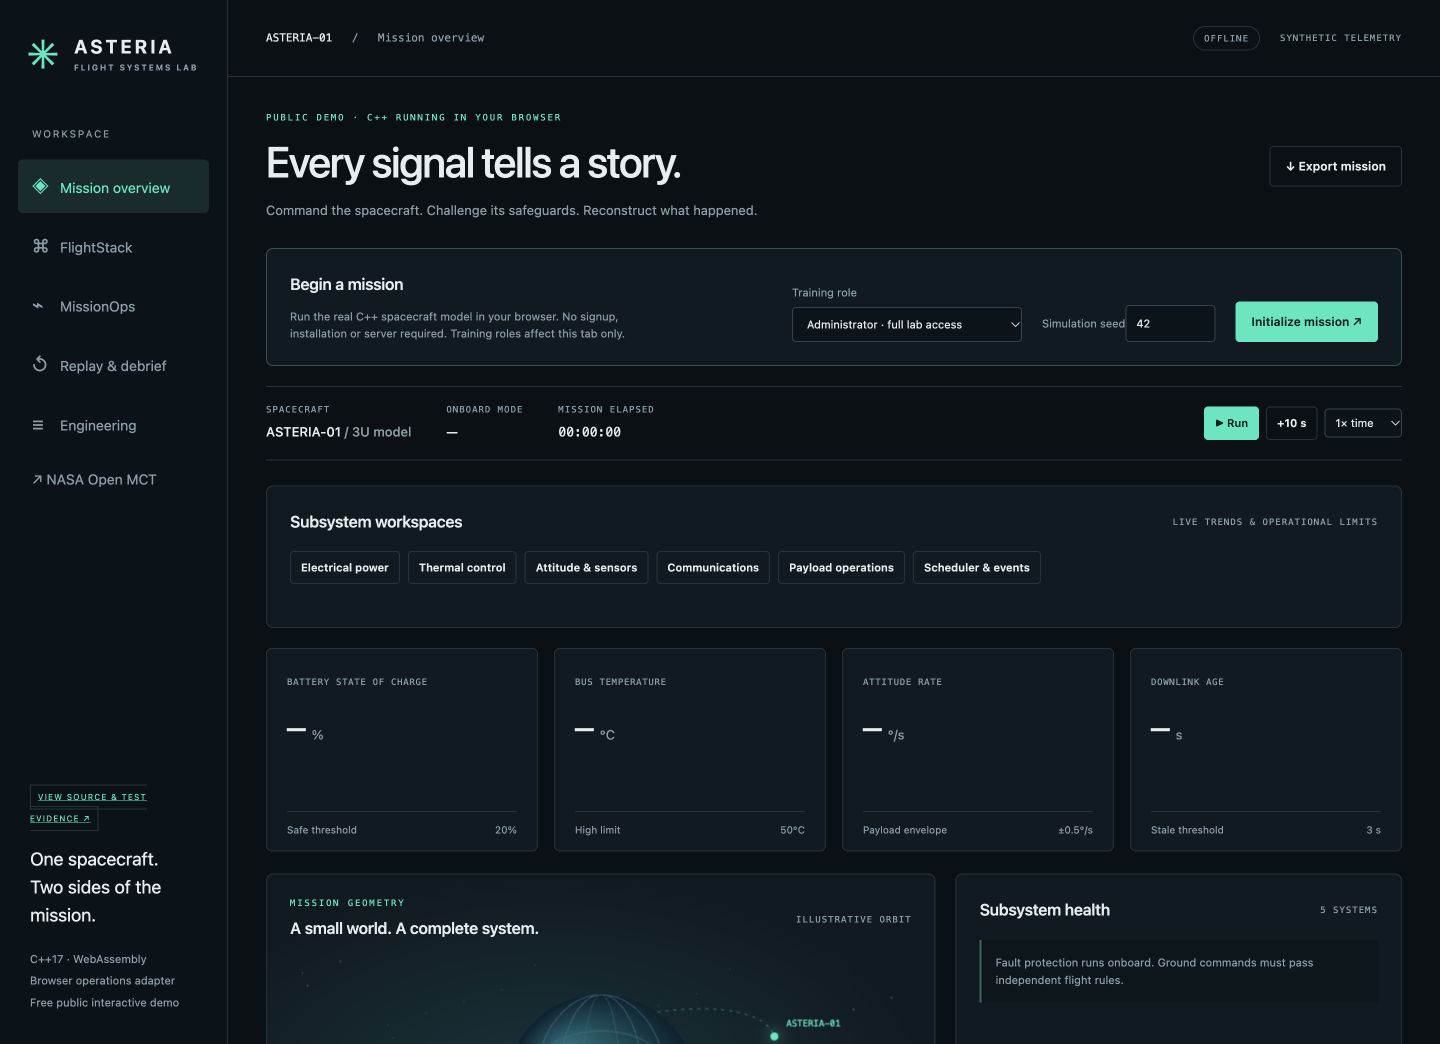 ASTERIA
FLIGHT SYSTEMS LAB
WORKSPACE
Mission overview
FlightStack
MissionOps
Replay & debrief
Engineering
↗ NASA Open MCT
VIEW SOURCE & TEST
EVIDENCE ↗
One spacecraft.
Two sides of the
mission.
C++17 · WebAssembly
Browser operations adapter
Free public interactive demo
ASTERIA-01 / Mission overview
OFFLINE
SYNTHETIC TELEMETRY
PUBLIC DEMO · C++ RUNNING IN YOUR BROWSER
Every signal tells a story.
Command the spacecraft. Challenge its safeguards. Reconstruct what happened.
↓ Export mission
Begin a mission
Run the real C++ spacecraft model in your browser. No signup,
installation or server required. Training roles affect this tab only.
Training role
Administrator · full lab access
Simulation seed 42
Initialize mission ↗
SPACECRAFT
ASTERIA-01 / 3U model
ONBOARD MODE
—
MISSION ELAPSED
00:00:00
▶ Run
+10 s
1× time
Subsystem workspaces
LIVE TRENDS & OPERATIONAL LIMITS
Electrical power
Thermal control
Attitude & sensors
Communications
Payload operations
Scheduler & events
BATTERY STATE OF CHARGE
— %
Safe threshold 20%
BUS TEMPERATURE
— °C
High limit 50°C
ATTITUDE RATE
— °/s
Payload envelope ±0.5°/s
DOWNLINK AGE
— s
Stale threshold 3 s
MISSION GEOMETRY
A small world. A complete system.
ILLUSTRATIVE ORBIT
ASTERIA-01
Subsystem health
5 SYSTEMS
Fault protection runs onboard. Ground commands must pass
independent flight rules.